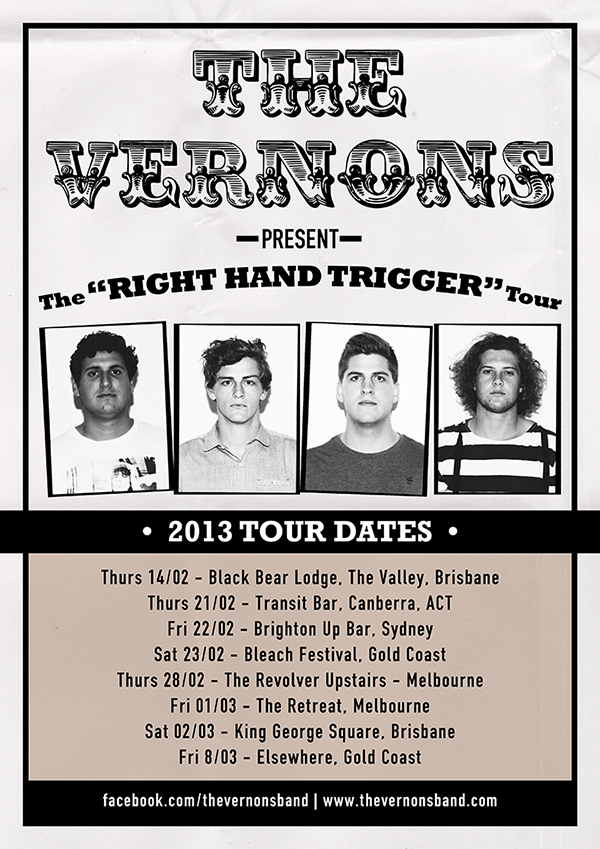 THE
VERNONS
—PRESENT—
The “RIGHT HAND TRIGGER” Tour
• 2013 TOUR DATES •
Thurs 14/02 - Black Bear Lodge, The Valley, Brisbane
Thurs 21/02 - Transit Bar, Canberra, ACT
Fri 22/02 - Brighton Up Bar, Sydney
Sat 23/02 - Bleach Festival, Gold Coast
Thurs 28/02 - The Revolver Upstairs - Melbourne
Fri 01/03 - The Retreat, Melbourne
Sat 02/03 - King George Square, Brisbane
Fri 8/03 - Elsewhere, Gold Coast
facebook.com/thevernonsband | www.thevernonsband.com